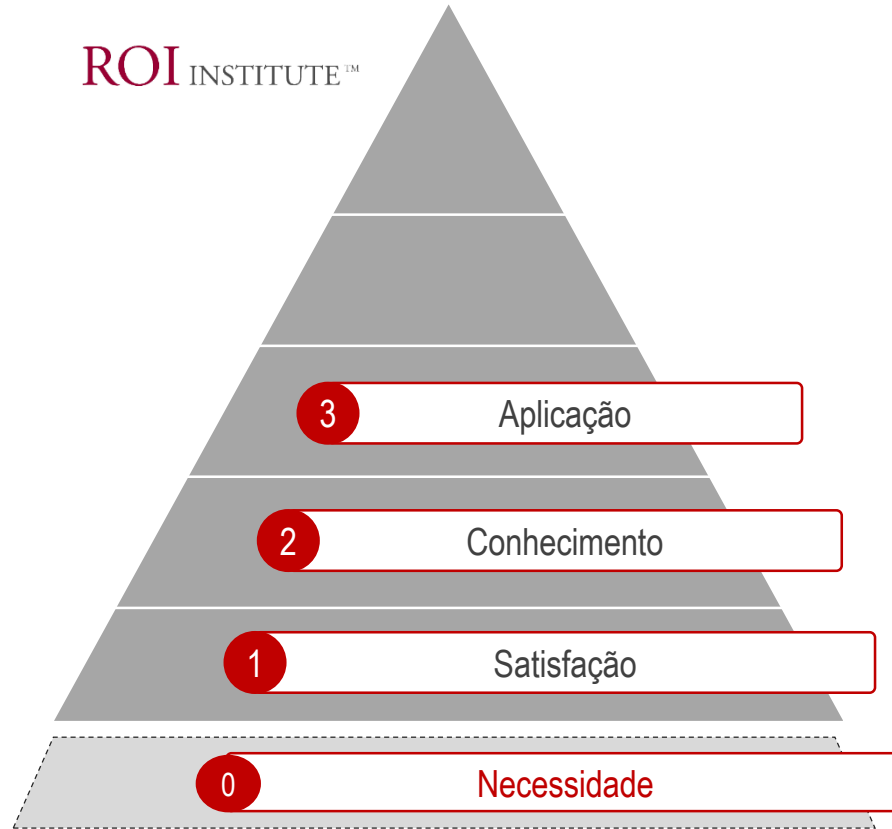 ROI INSTITUTE™
3 Aplicação
2 Conhecimento
1 Satisfação
0 Necessidade